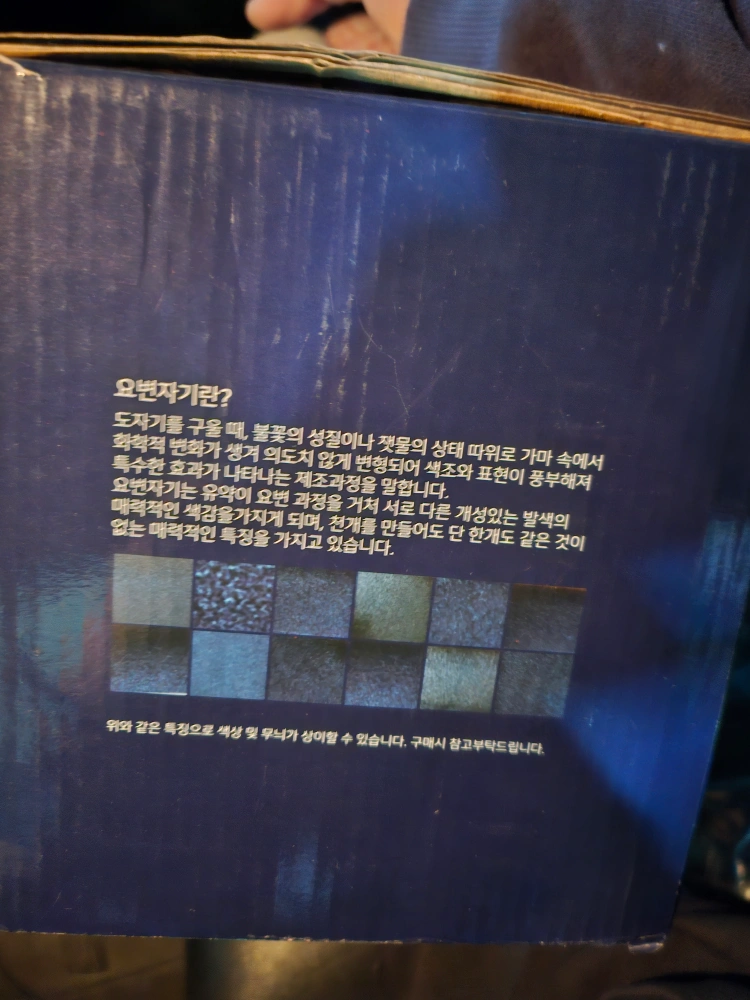 요변자기란?
도자기를 구울 때, 불꽃의 성질이나 잿물의 상태 따위로 가마 속에서
화학적 변화가 생겨 의도치 않게 변형되어 색조와 표현이 풍부해져
특수한 효과가 나타나는 제조과정을 말합니다.
요변자기는 유약이 요변 과정을 거쳐 서로 다른 개성있는 발색의
매력적인 색감을가지게 되며, 천개를 만들어도 단 한개도 같은 것이
없는 매력적인 특징을 가지고 있습니다.
위와 같은 특징으로 색상 및 무늬가 상이할 수 있습니다. 구매시 참고부탁드립니다.